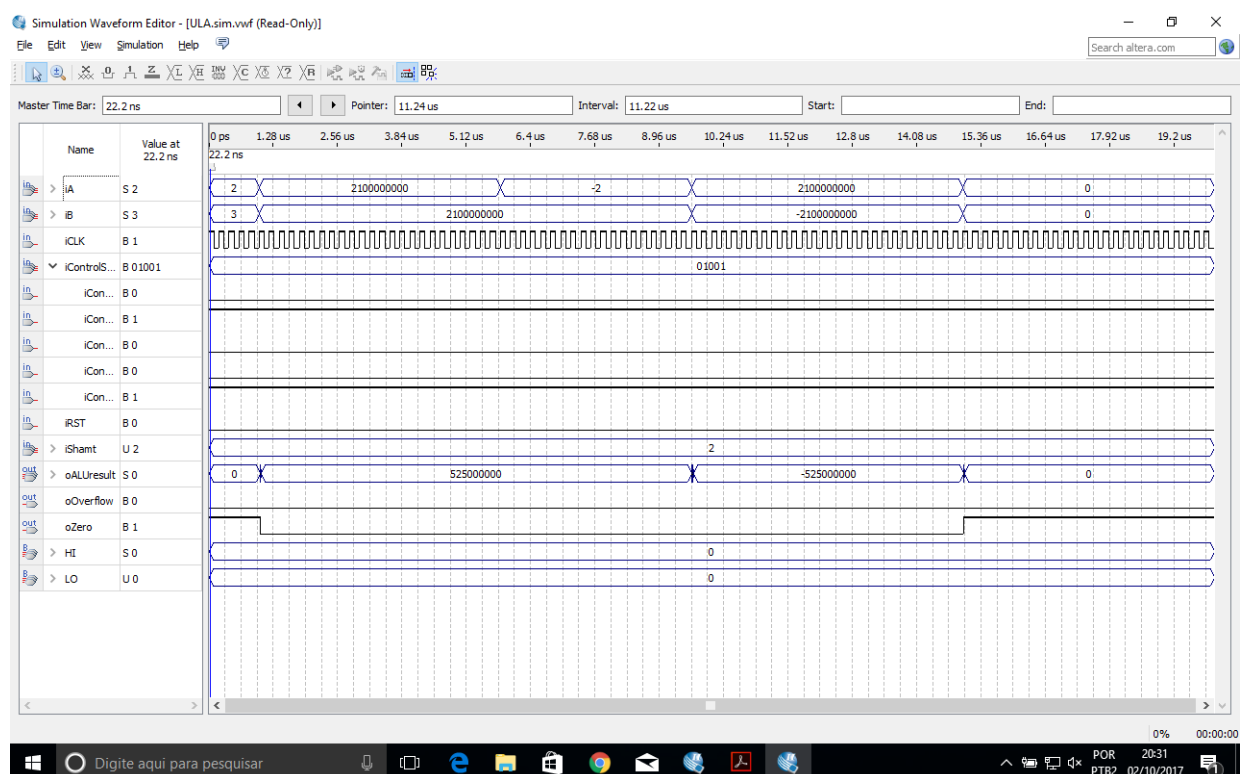 Simulation Waveform Editor - [ULA.sim.vwf (Read-Only)]
File Edit View Simulation Help
Search altera.com
Master Time Bar: 22.2 ns Pointer: 11.24 us Interval: 11.22 us Start: End:
Name Value at 22.2 ns
0 ps 1.28 us 2.56 us 3.84 us 5.12 us 6.4 us 7.68 us 8.96 us 10.24 us 11.52 us 12.8 us 14.08 us 15.36 us 16.64 us 17.92 us 19.2 us
22.2 ns
iA S 2 2 2100000000 -2 2100000000 0
iB S 3 3 2100000000 -2100000000 0
iCLK B 1
iControlS... B 01001 01001
iCon... B 0
iCon... B 1
iCon... B 0
iCon... B 0
iCon... B 1
iRST B 0
iShamt U 2 2
oALUresult S 0 0 525000000 -525000000 0
oOverflow B 0
oZero B 1
HI S 0 0
LO U 0 0
0% 00:00:00
Digite aqui para pesquisar
POR 20:31
PTB2 02/10/2017